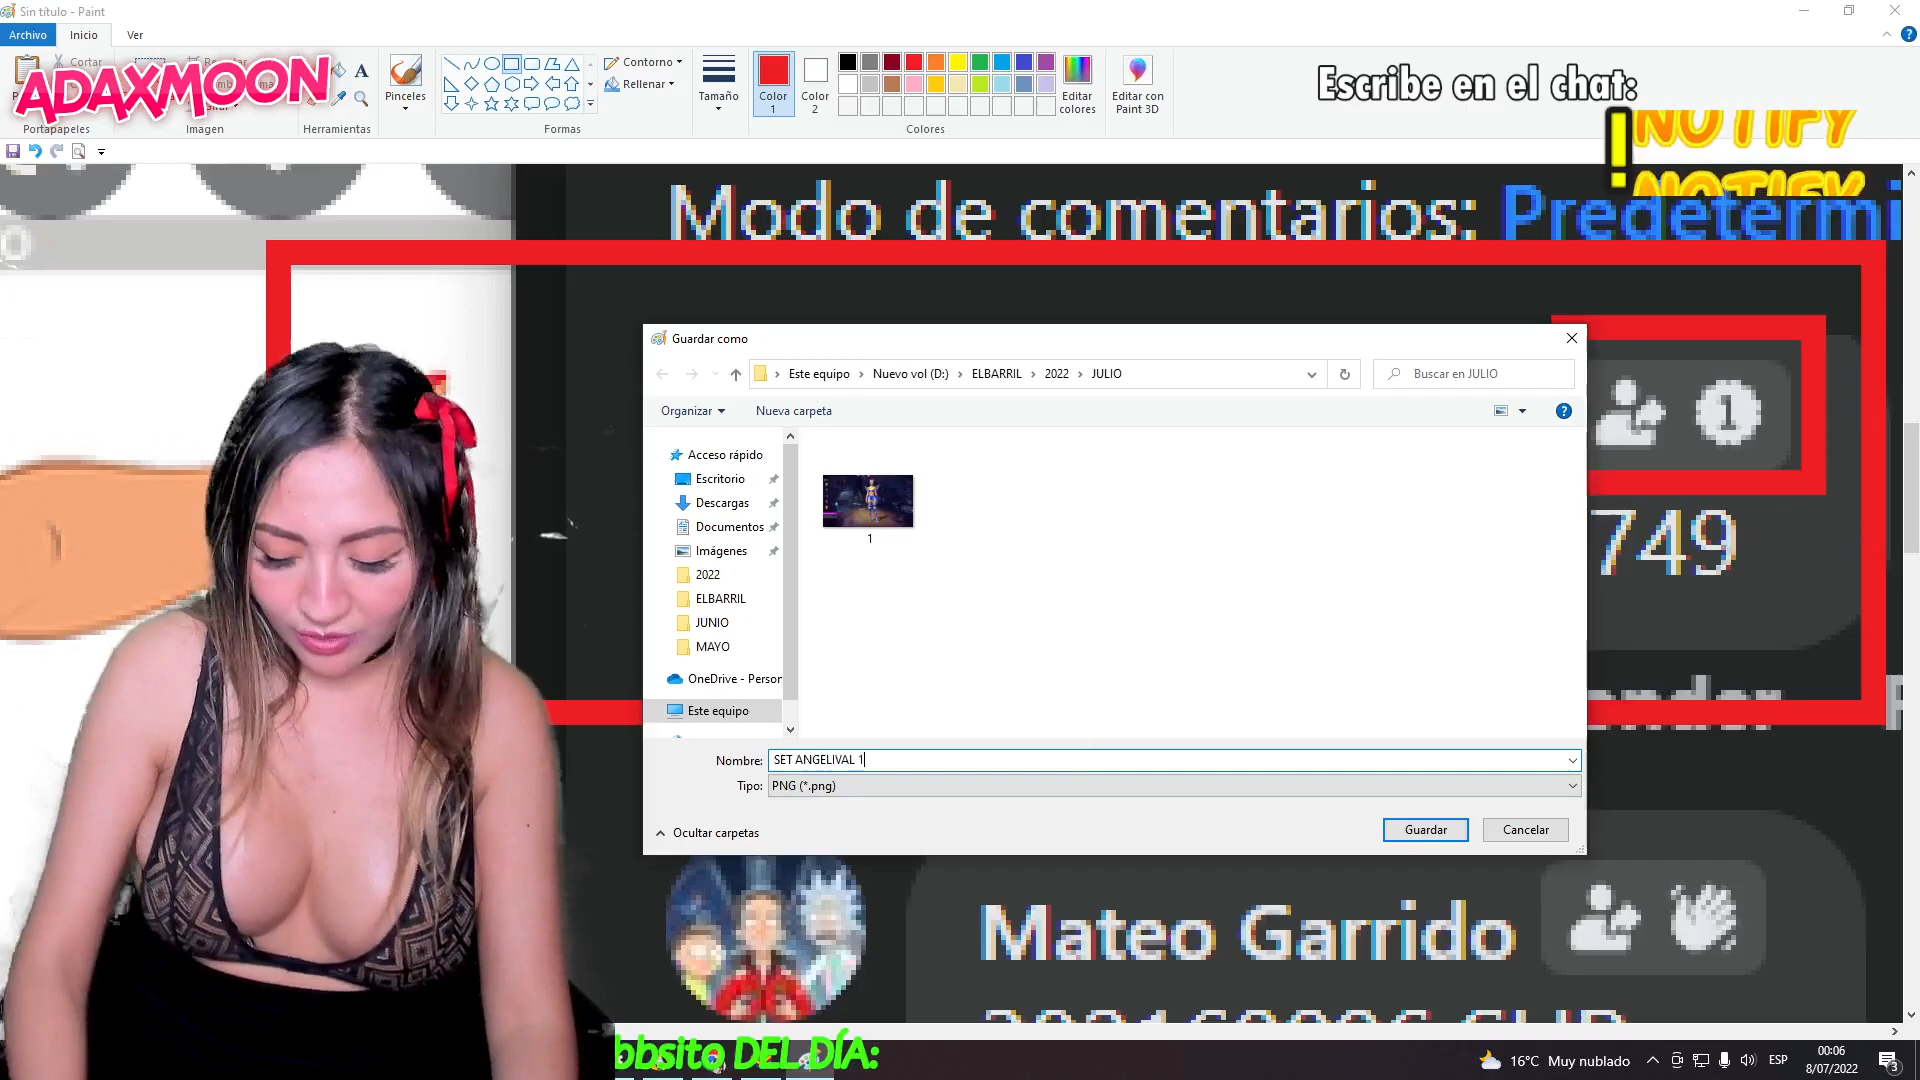 Sin título - Paint
Archivo
Inicio
Ver
Cortar
ADAXMOON
Pinceles
Contorno
Rellenar
Tamaño
Color
1
Color
2
Editar
colores
Editar con
Paint 3D
Portapapeles
Imagen
Herramientas
Formas
Colores
Escribe en el chat:
!
NOTIFY
NOTIFY
Modo de comentarios:
Guardar como
Este equipo
Nuevo vol (D:)
ELBARRIL
2022
JULIO
Buscar en JULIO
Organizar
Nueva carpeta
Acceso rápido
Escritorio
Descargas
Documentos
Imágenes
2022
ELBARRIL
JUNIO
MAYO
OneDrive - Person
Este equipo
1
1
749
Nombre:
SET ANGELIVAL 1
Tipo:
PNG (*.png)
Ocultar carpetas
Guardar
Cancelar
Mateo Garrido
bbsito DEL DÍA:
16°C Muy nublado
ESP
00:06
8/07/2022
3